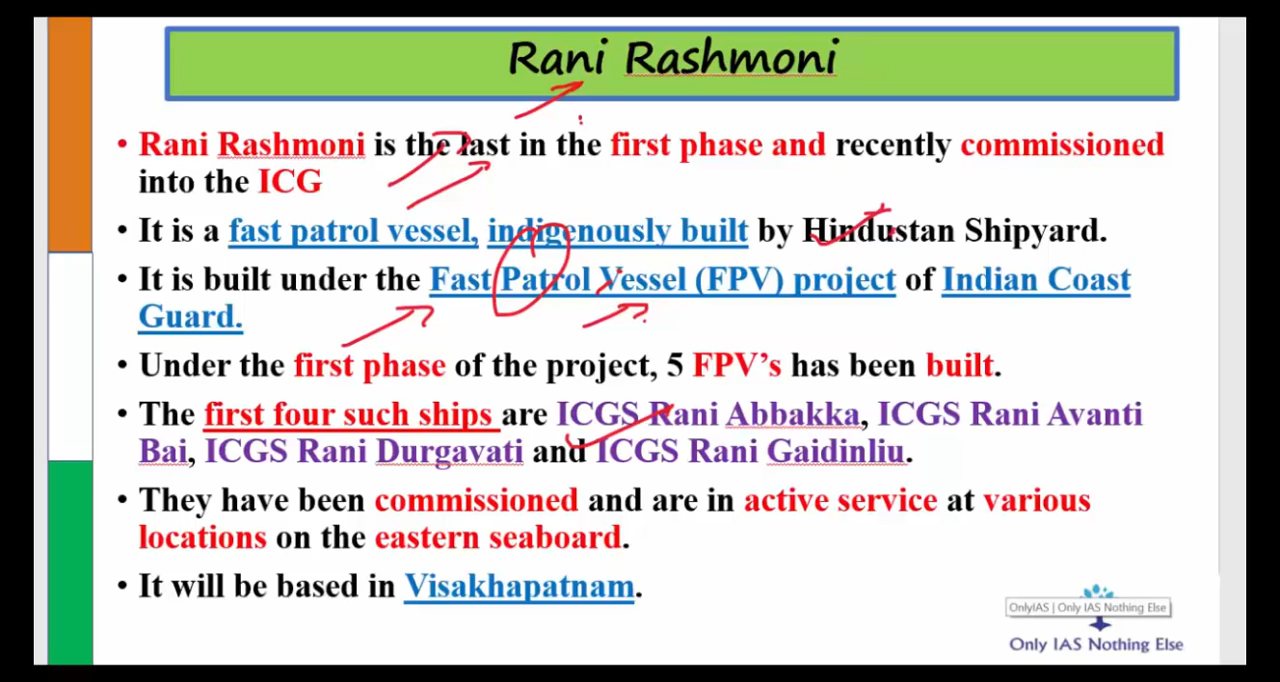 Rani Rashmoni
• Rani Rashmoni is the last in the first phase and recently commissioned
into the ICG
• It is a fast patrol vessel, indigenously built by Hindustan Shipyard.
• It is built under the Fast Patrol Vessel (FPV) project of Indian Coast
Guard.
• Under the first phase of the project, 5 FPV's has been built.
• The first four such ships are ICGS Rani Abbakka, ICGS Rani Avanti
Bai, ICGS Rani Durgavati and ICGS Rani Gaidinliu.
• They have been commissioned and are in active service at various
locations on the eastern seaboard.
• It will be based in Visakhapatnam.
OnlyIAS | Only IAS Nothing Else
Only IAS Nothing Else